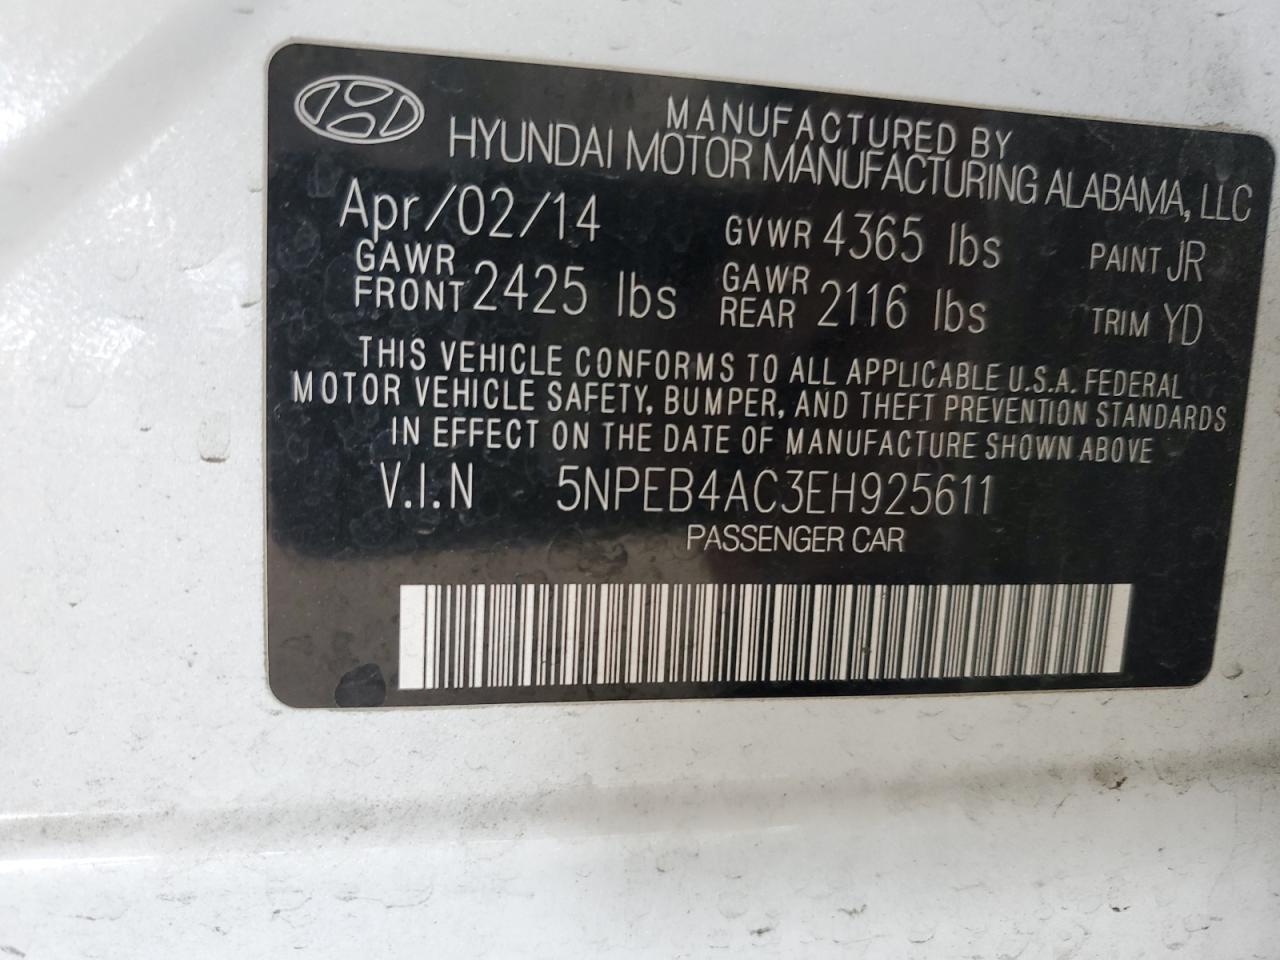 MANUFACTURED BY
HYUNDAI MOTOR MANUFACTURING ALABAMA, LLC
Apr/02/14 GVWR 4365 lbs PAINT JR
GAWR FRONT 2425 lbs GAWR REAR 2116 lbs TRIM YD
THIS VEHICLE CONFORMS TO ALL APPLICABLE U.S.A. FEDERAL
MOTOR VEHICLE SAFETY, BUMPER, AND THEFT PREVENTION STANDARDS
IN EFFECT ON THE DATE OF MANUFACTURE SHOWN ABOVE
V.I.N 5NPEB4AC3EH925611
PASSENGER CAR